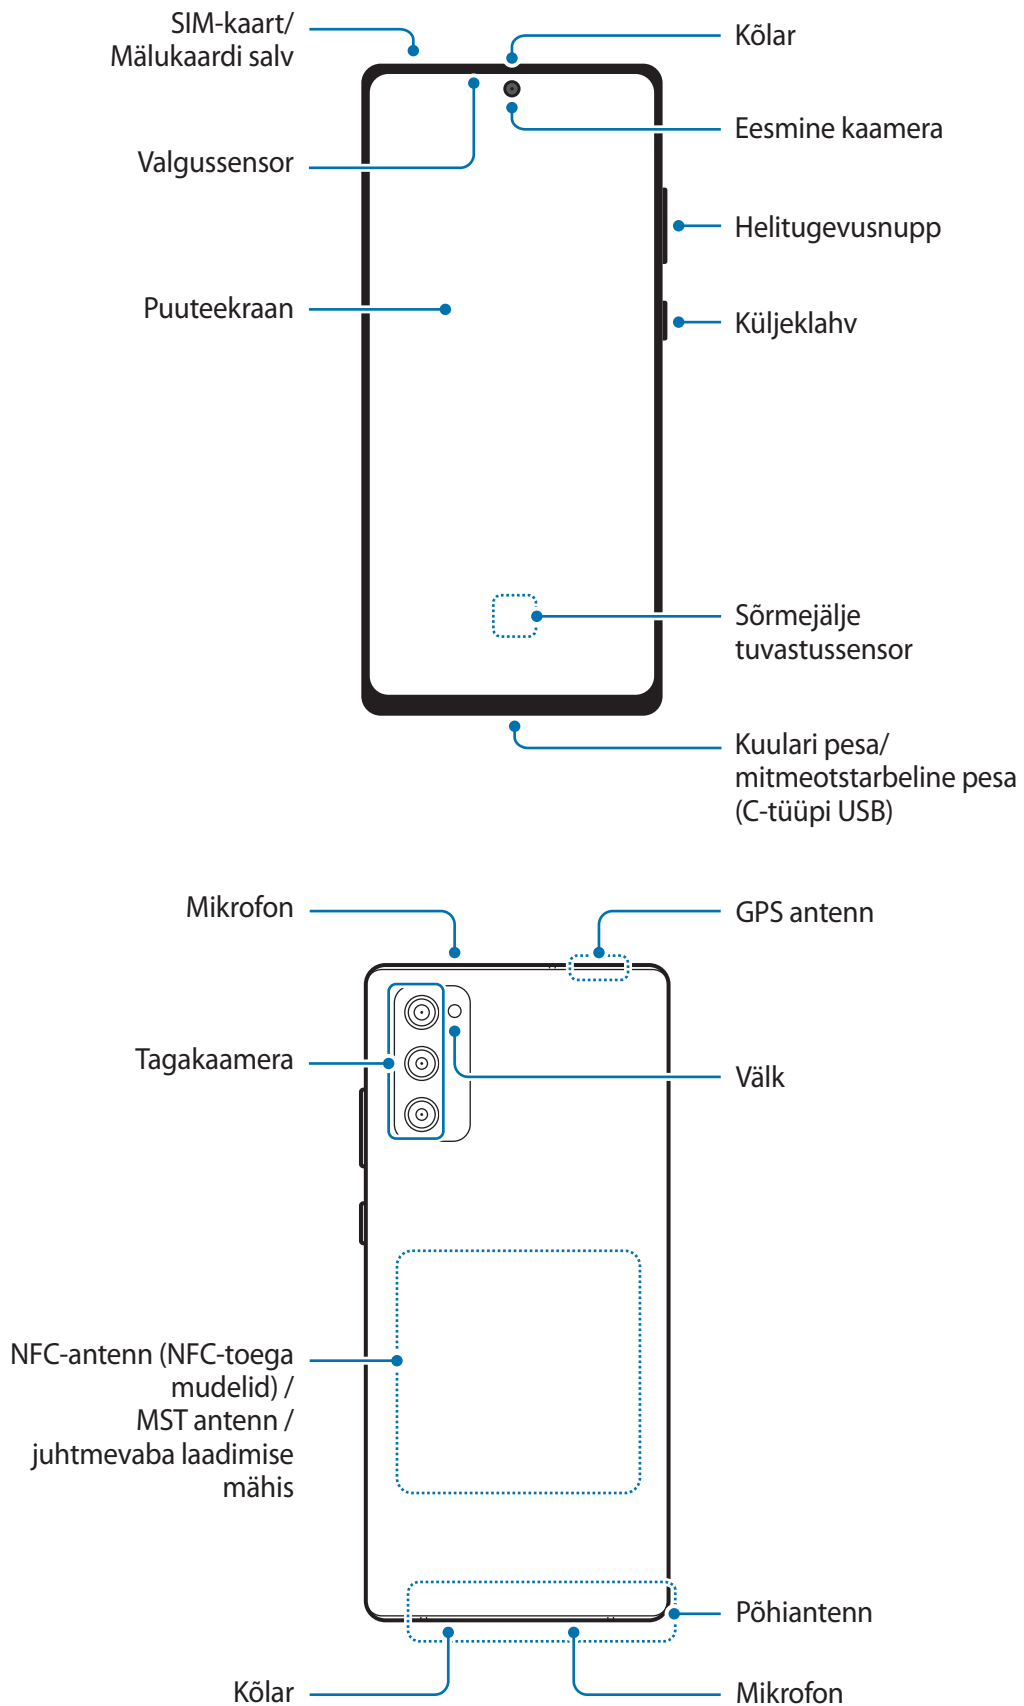 SIM-kaart/
Mälukaardi salv
Kõlar
Eesmine kaamera
Valgussensor
Helitugevusnupp
Puuteekraan
Küljeklahv
Sõrmejälje
tuvastussensor
Kuulari pesa/
mitmeotstarbeline pesa
(C-tüüpi USB)
Mikrofon
GPS antenn
Tagakaamera
Välk
NFC-antenn (NFC-toega
mudelid) /
MST antenn /
juhtmevaba laadimise
mähis
Põhiantenn
Kõlar
Mikrofon